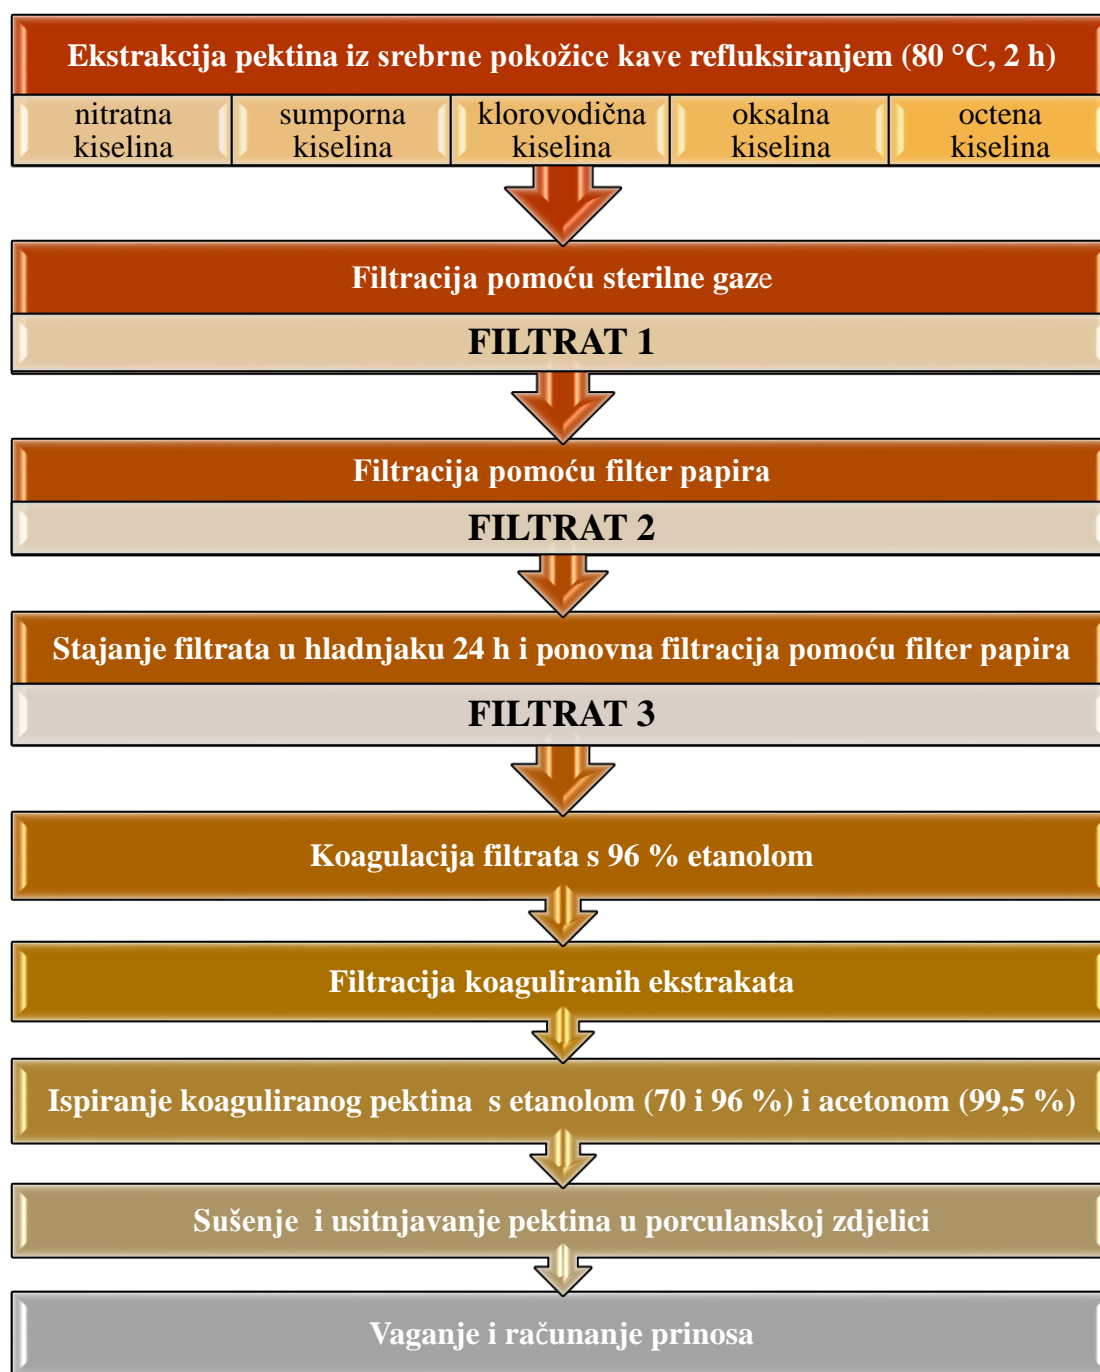 Ekstrakcija pektina iz srebrne pokožice kave refluksiranjem (80 °C, 2 h)
nitratna kiselina
sumporna kiselina
klorovodična kiselina
oksalna kiselina
octena kiselina
Filtracija pomoću sterilne gaze
FILTRAT 1
Filtracija pomoću filter papira
FILTRAT 2
Stajanje filtrata u hladnjaku 24 h i ponovna filtracija pomoću filter papira
FILTRAT 3
Koagulacija filtrata s 96 % etanolom
Filtracija koaguliranih ekstrakata
Ispiranje koaguliranog pektina s etanolom (70 i 96 %) i acetonom (99,5 %)
Sušenje i usitnjavanje pektina u porculanskoj zdjelici
Vaganje i računanje prinosa